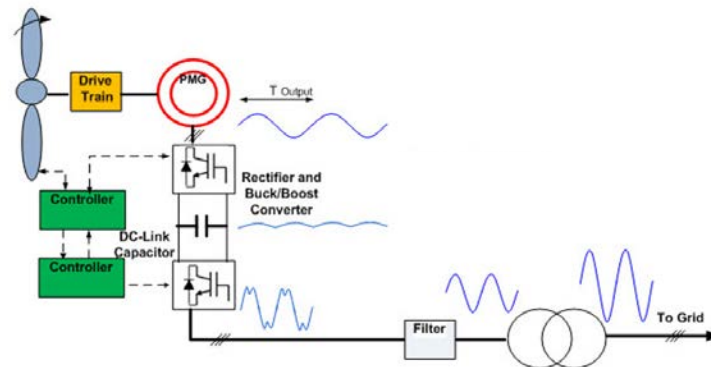 PMG
Drive
Train
T Output
Rectifier and
Buck/Boost
Converter
Controller
DC-Link
Capacitor
Controller
Filter
To Grid